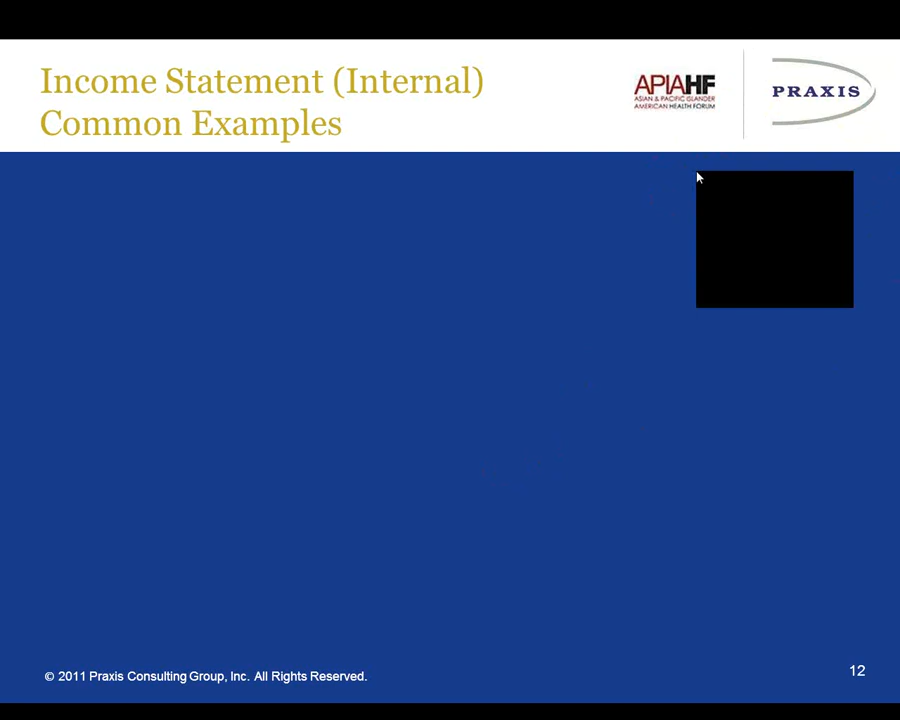 Income Statement (Internal)
Common Examples
APIAHF
ASIAN & PACIFIC ISLANDER
AMERICAN HEALTH FORUM
PRAXIS
© 2011 Praxis Consulting Group, Inc. All Rights Reserved.
12